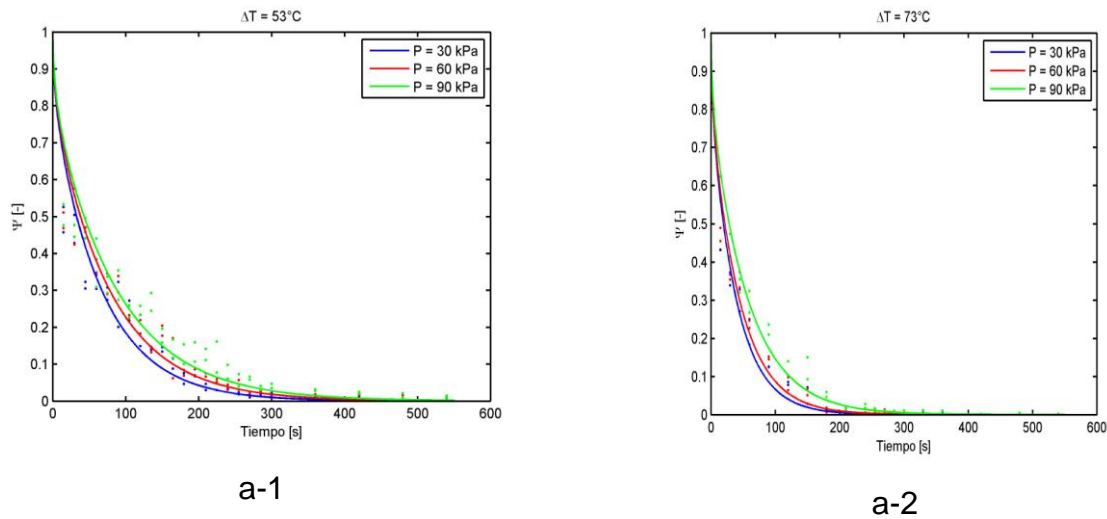 ΔT = 53°C
1
0.9
0.8
0.7
0.6
0.5
0.4
0.3
0.2
0.1
0
Ψ [-]
P = 30 kPa
P = 60 kPa
P = 90 kPa
0 100 200 300 400 500 600
Tiempo [s]
a-1
ΔT = 73°C
1
0.9
0.8
0.7
0.6
0.5
0.4
0.3
0.2
0.1
0
Ψ [-]
P = 30 kPa
P = 60 kPa
P = 90 kPa
0 100 200 300 400 500 600
Tiempo [s]
a-2